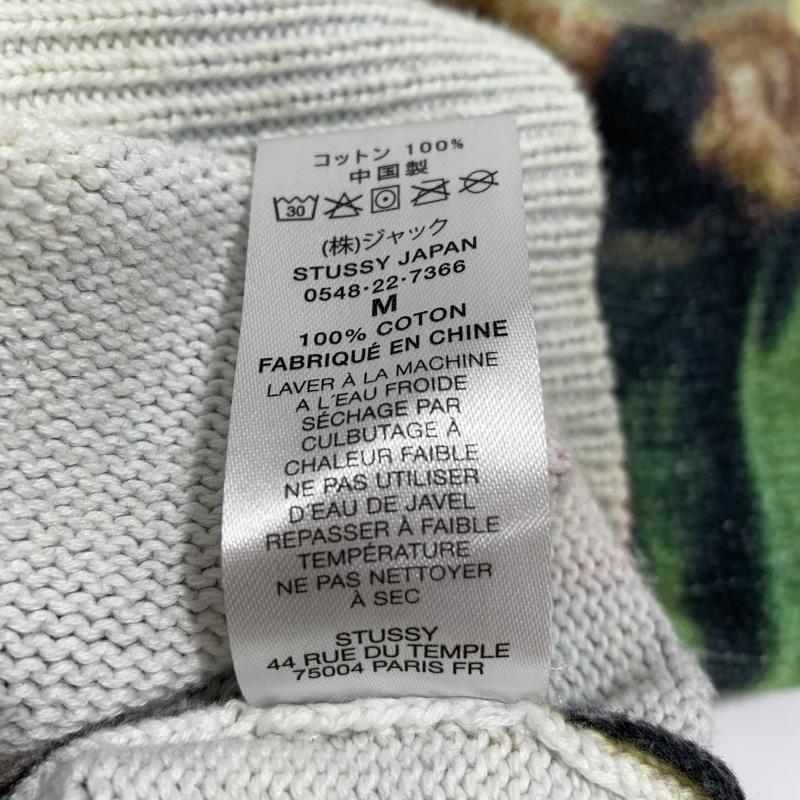 コットン 100%
中国製
30
(株)ジャック
STUSSY JAPAN
0548·22·7366
M
100% COTON
FABRIQUÉ EN CHINE
LAVER À LA MACHINE
A L'EAU FROIDE
SÉCHAGE PAR
CULBUTAGE À
CHALEUR FAIBLE
NE PAS UTILISER
D'EAU DE JAVEL
REPASSER À FAIBLE
TEMPÉRATURE
NE PAS NETTOYER
À SEC
STUSSY
44 RUE DU TEMPLE
75004 PARIS FR